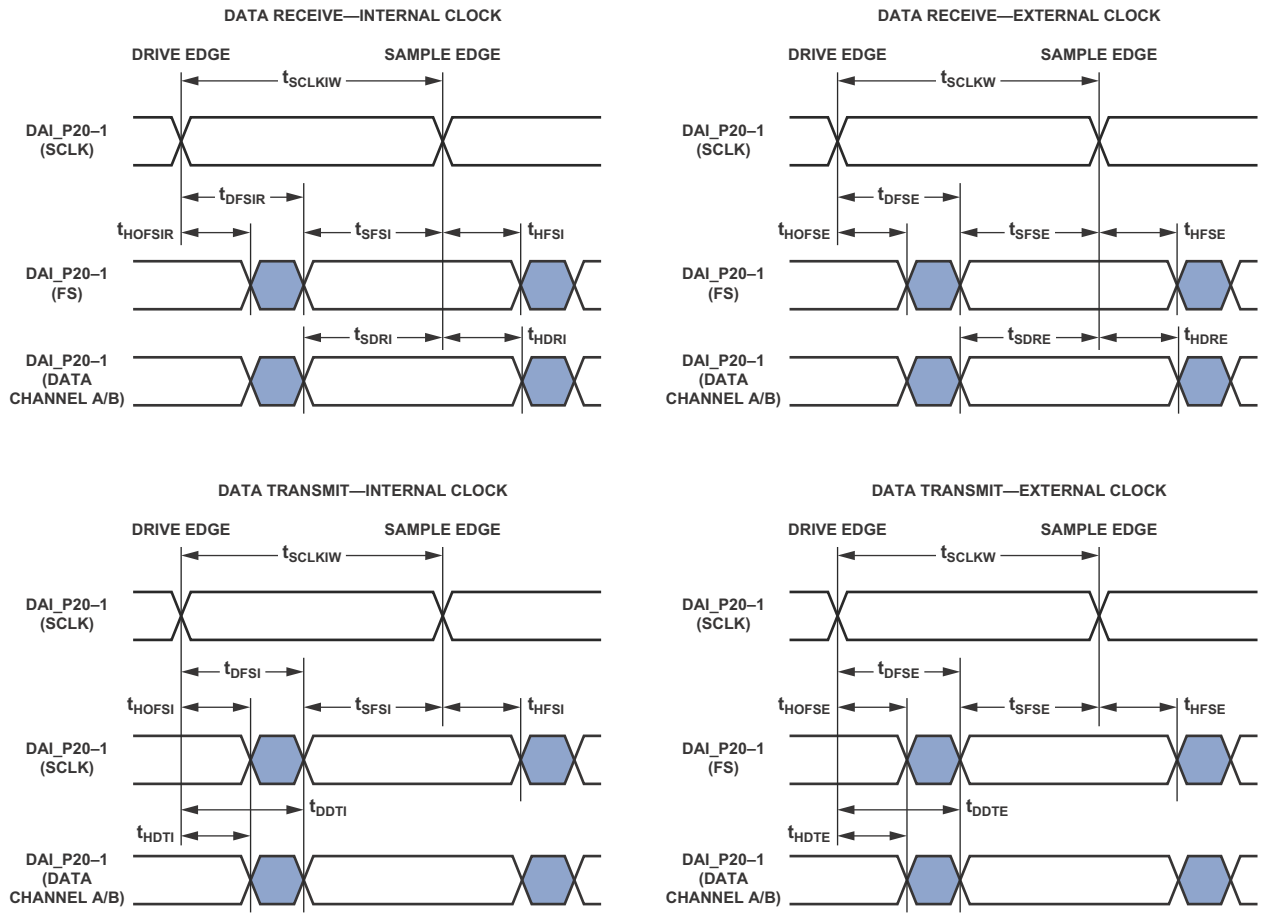 DATA RECEIVE—INTERNAL CLOCK
DRIVE EDGE
SAMPLE EDGE
tSCLKIW
DAI_P20–1
(SCLK)
tDFSIR
tHOFSIR
tSFSI
tHFSI
DAI_P20–1
(FS)
tSDRI
tHDRI
DAI_P20–1
(DATA
CHANNEL A/B)
DATA RECEIVE—EXTERNAL CLOCK
DRIVE EDGE
SAMPLE EDGE
tSCLKW
DAI_P20–1
(SCLK)
tDFSE
tHOFSE
tSFSE
tHFSE
DAI_P20–1
(FS)
tSDRE
tHDRE
DAI_P20–1
(DATA
CHANNEL A/B)
DATA TRANSMIT—INTERNAL CLOCK
DRIVE EDGE
SAMPLE EDGE
tSCLKIW
DAI_P20–1
(SCLK)
tDFSI
tHOFSI
tSFSI
tHFSI
DAI_P20–1
(SCLK)
tDDTI
tHDTI
DAI_P20–1
(DATA
CHANNEL A/B)
DATA TRANSMIT—EXTERNAL CLOCK
DRIVE EDGE
SAMPLE EDGE
tSCLKW
DAI_P20–1
(SCLK)
tDFSE
tHOFSE
tSFSE
tHFSE
DAI_P20–1
(FS)
tDDTE
tHDTE
DAI_P20–1
(DATA
CHANNEL A/B)